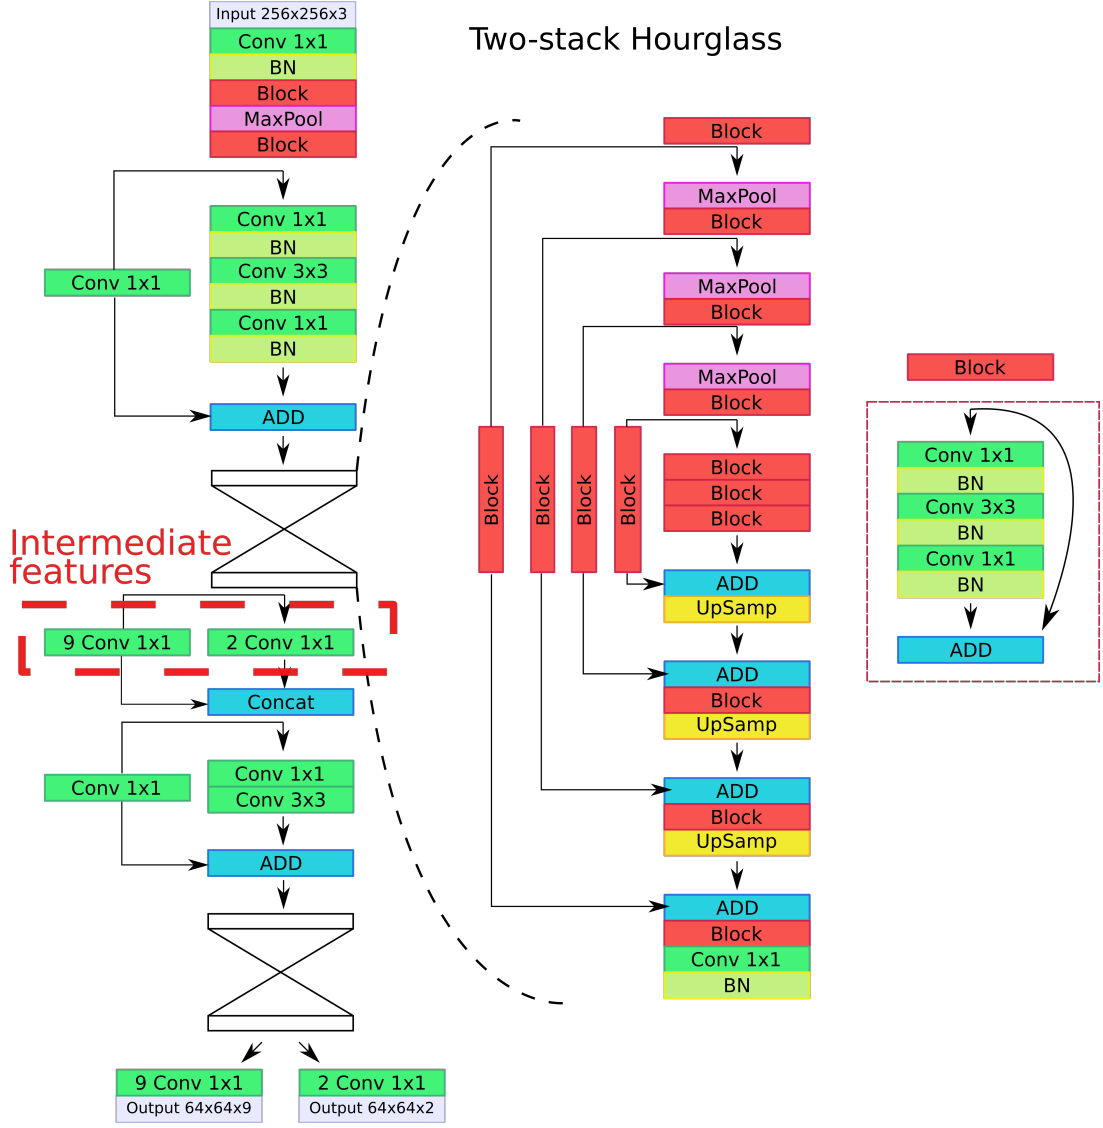 Two-stack Hourglass
Input 256x256x3
Conv 1x1
BN
Block
MaxPool
Block
Conv 1x1
Conv 1x1
BN
Conv 3x3
BN
Conv 1x1
BN
ADD
Intermediate
features
9 Conv 1x1
2 Conv 1x1
Concat
Conv 1x1
Conv 1x1
Conv 3x3
ADD
9 Conv 1x1
Output 64x64x9
2 Conv 1x1
Output 64x64x2
Block
MaxPool
Block
MaxPool
Block
MaxPool
Block
Block
Block
Block
Block
Block
Block
Block
ADD
UpSamp
ADD
Block
UpSamp
ADD
Block
UpSamp
ADD
Block
Conv 1x1
BN
Block
Conv 1x1
BN
Conv 3x3
BN
Conv 1x1
BN
ADD